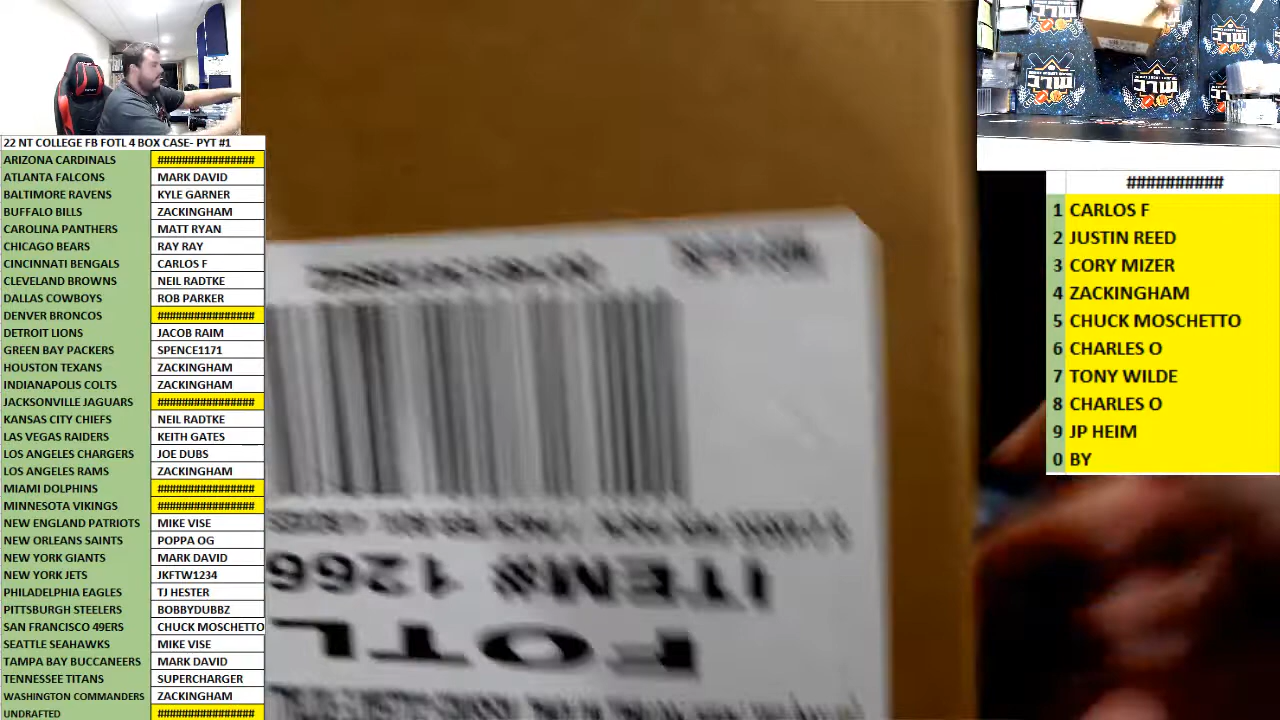 22 NT COLLEGE FB FOTL 4 BOX CASE- PYT #1
ARIZONA CARDINALS ################
ATLANTA FALCONS MARK DAVID
BALTIMORE RAVENS KYLE GARNER
BUFFALO BILLS ZACKINGHAM
CAROLINA PANTHERS MATT RYAN
CHICAGO BEARS RAY RAY
CINCINNATI BENGALS CARLOS F
CLEVELAND BROWNS NEIL RADTKE
DALLAS COWBOYS ROB PARKER
DENVER BRONCOS ################
DETROIT LIONS JACOB RAIM
GREEN BAY PACKERS SPENCE1171
HOUSTON TEXANS ZACKINGHAM
INDIANAPOLIS COLTS ZACKINGHAM
JACKSONVILLE JAGUARS ################
KANSAS CITY CHIEFS NEIL RADTKE
LAS VEGAS RAIDERS KEITH GATES
LOS ANGELES CHARGERS JOE DUBS
LOS ANGELES RAMS ZACKINGHAM
MIAMI DOLPHINS ################
MINNESOTA VIKINGS ################
NEW ENGLAND PATRIOTS MIKE VISE
NEW ORLEANS SAINTS POPPA OG
NEW YORK GIANTS MARK DAVID
NEW YORK JETS JKFTW1234
PHILADELPHIA EAGLES TJ HESTER
PITTSBURGH STEELERS BOBBYDUBBZ
SAN FRANCISCO 49ERS CHUCK MOSCHETTO
SEATTLE SEAHAWKS MIKE VISE
TAMPA BAY BUCCANEERS MARK DAVID
TENNESSEE TITANS SUPERCHARGER
WASHINGTON COMMANDERS ZACKINGHAM
UNDRAFTED ################
ITEM# 1266
FOTL
##########
1 CARLOS F
2 JUSTIN REED
3 CORY MIZER
4 ZACKINGHAM
5 CHUCK MOSCHETTO
6 CHARLES O
7 TONY WILDE
8 CHARLES O
9 JP HEIM
0 BY